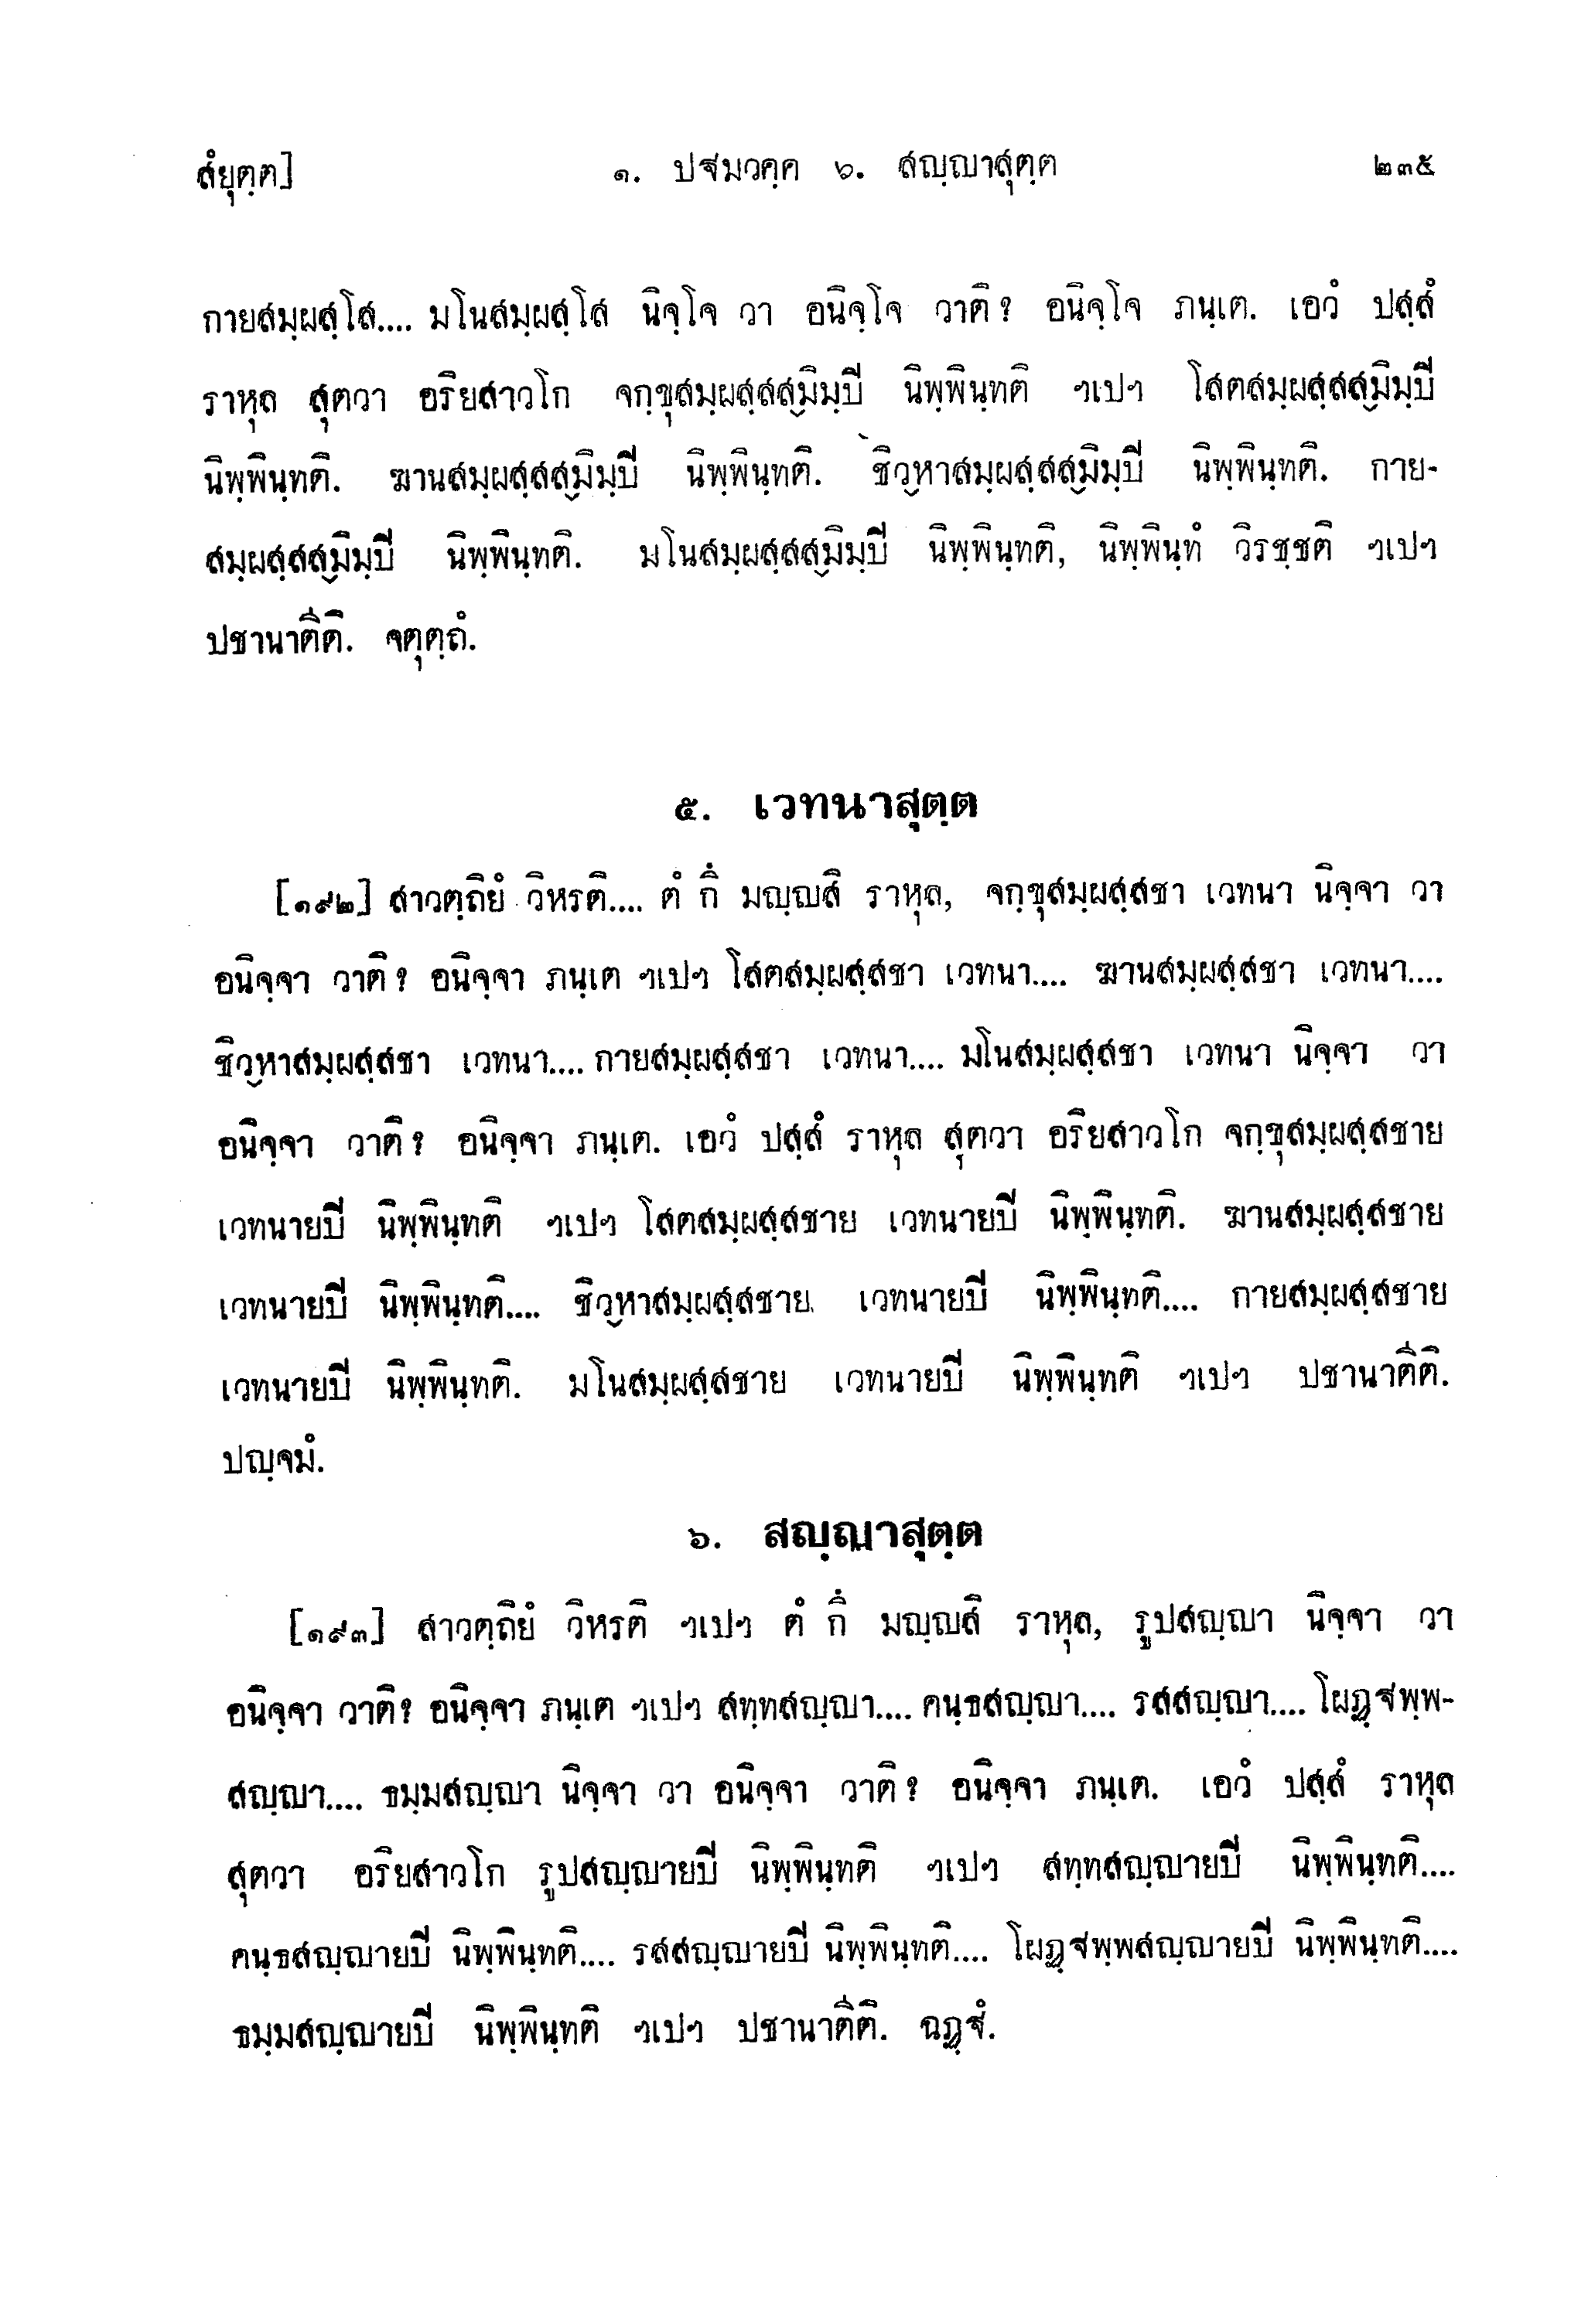 สํยุตฺต]	๑. ปฐมวคฺค ๖. สญฺญาสุตฺต	๒๓๕
กายสมฺผสฺโส.... มโนสมฺผสฺโส นิจฺโจ วา อนิจฺโจ วาติ? อนิจฺโจ ภนฺเต. เอวํ ปสฺสํ
ราหุล สุตวา อริยสาวโก จกฺขุสมฺผสฺสสฺมิมฺปิ นิพฺพินฺทติ ฯเปฯ โสตสมฺผสฺสสฺมิมฺปิ
นิพฺพินฺทติ. ฆานสมฺผสฺสสฺมิมฺปิ นิพฺพินฺทติ. ชิวฺหาสมฺผสฺสสฺมิมฺปิ นิพฺพินฺทติ. กาย-
สมฺผสฺสสฺมิมฺปิ นิพฺพินฺทติ. มโนสมฺผสฺสสฺมิมฺปิ นิพฺพินฺทติ, นิพฺพินฺทํ วิรชฺชติ ฯเปฯ
ปชานาตีติ. จตุตฺถํ.
๕. เวทนาสุตฺต
[๑๙๒] สาวตฺถิยํ วิหรติ.... ตํ กึ มญฺญสิ ราหุล, จกฺขุสมฺผสฺสชา เวทนา นิจฺจา วา
อนิจฺจา วาติ? อนิจฺจา ภนฺเต ฯเปฯ โสตสมฺผสฺสชา เวทนา.... ฆานสมฺผสฺสชา เวทนา....
ชิวฺหาสมฺผสฺสชา เวทนา.... กายสมฺผสฺสชา เวทนา.... มโนสมฺผสฺสชา เวทนา นิจฺจา วา
อนิจฺจา วาติ? อนิจฺจา ภนฺเต. เอวํ ปสฺสํ ราหุล สุตวา อริยสาวโก จกฺขุสมฺผสฺสชาย
เวทนายปิ นิพฺพินฺทติ ฯเปฯ โสตสมฺผสฺสชาย เวทนายปิ นิพฺพินฺทติ. ฆานสมฺผสฺสชาย
เวทนายปิ นิพฺพินฺทติ.... ชิวฺหาสมฺผสฺสชาย เวทนายปิ นิพฺพินฺทติ.... กายสมฺผสฺสชาย
เวทนายปิ นิพฺพินฺทติ. มโนสมฺผสฺสชาย เวทนายปิ นิพฺพินฺทติ ฯเปฯ ปชานาตีติ.
ปญฺจมํ.
๖. สญฺญาสุตฺต
[๑๙๓] สาวตฺถิยํ วิหรติ ฯเปฯ ตํ กึ มญฺญสิ ราหุล, รูปสญฺญา นิจฺจา วา
อนิจฺจา วาติ? อนิจฺจา ภนฺเต ฯเปฯ สทฺทสญฺญา.... คนฺธสญฺญา.... รสสญฺญา.... โผฏฺฐพฺพ-
สญฺญา.... ธมฺมสญฺญา นิจฺจา วา อนิจฺจา วาติ? อนิจฺจา ภนฺเต. เอวํ ปสฺสํ ราหุล
สุตวา อริยสาวโก รูปสญฺญายปิ นิพฺพินฺทติ ฯเปฯ สทฺทสญฺญายปิ นิพฺพินฺทติ....
คนฺธสญฺญายปิ นิพฺพินฺทติ.... รสสญฺญายปิ นิพฺพินฺทติ.... โผฏฺฐพฺพสญฺญายปิ นิพฺพินฺทติ....
ธมฺมสญฺญายปิ นิพฺพินฺทติ ฯเปฯ ปชานาตีติ. ฉฏฺฐํ.